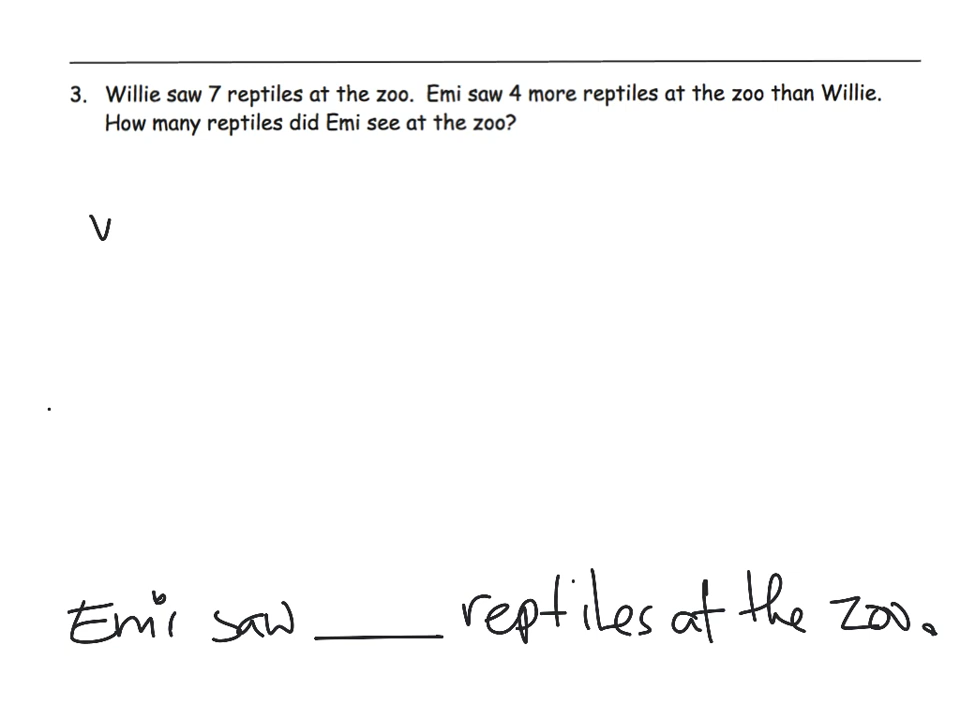 3. Willie saw 7 reptiles at the zoo. Emi saw 4 more reptiles at the zoo than Willie.
How many reptiles did Emi see at the zoo?
V
Emi saw ____ reptiles at the zoo.